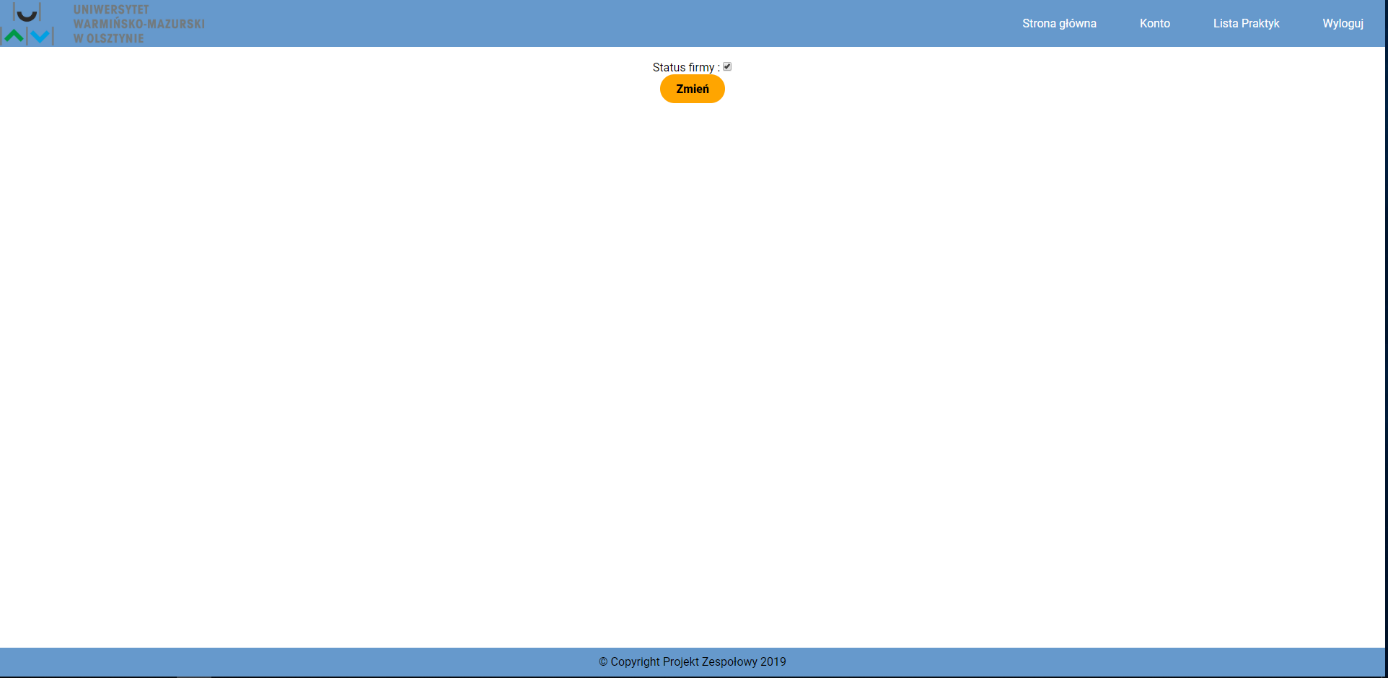 UNIWERSYTET
WARMIŃSKO-MAZURSKI
W OLSZTYNIE
Strona główna Konto Lista Praktyk Wyloguj
Status firmy :
Zmień
© Copyright Projekt Zespołowy 2019